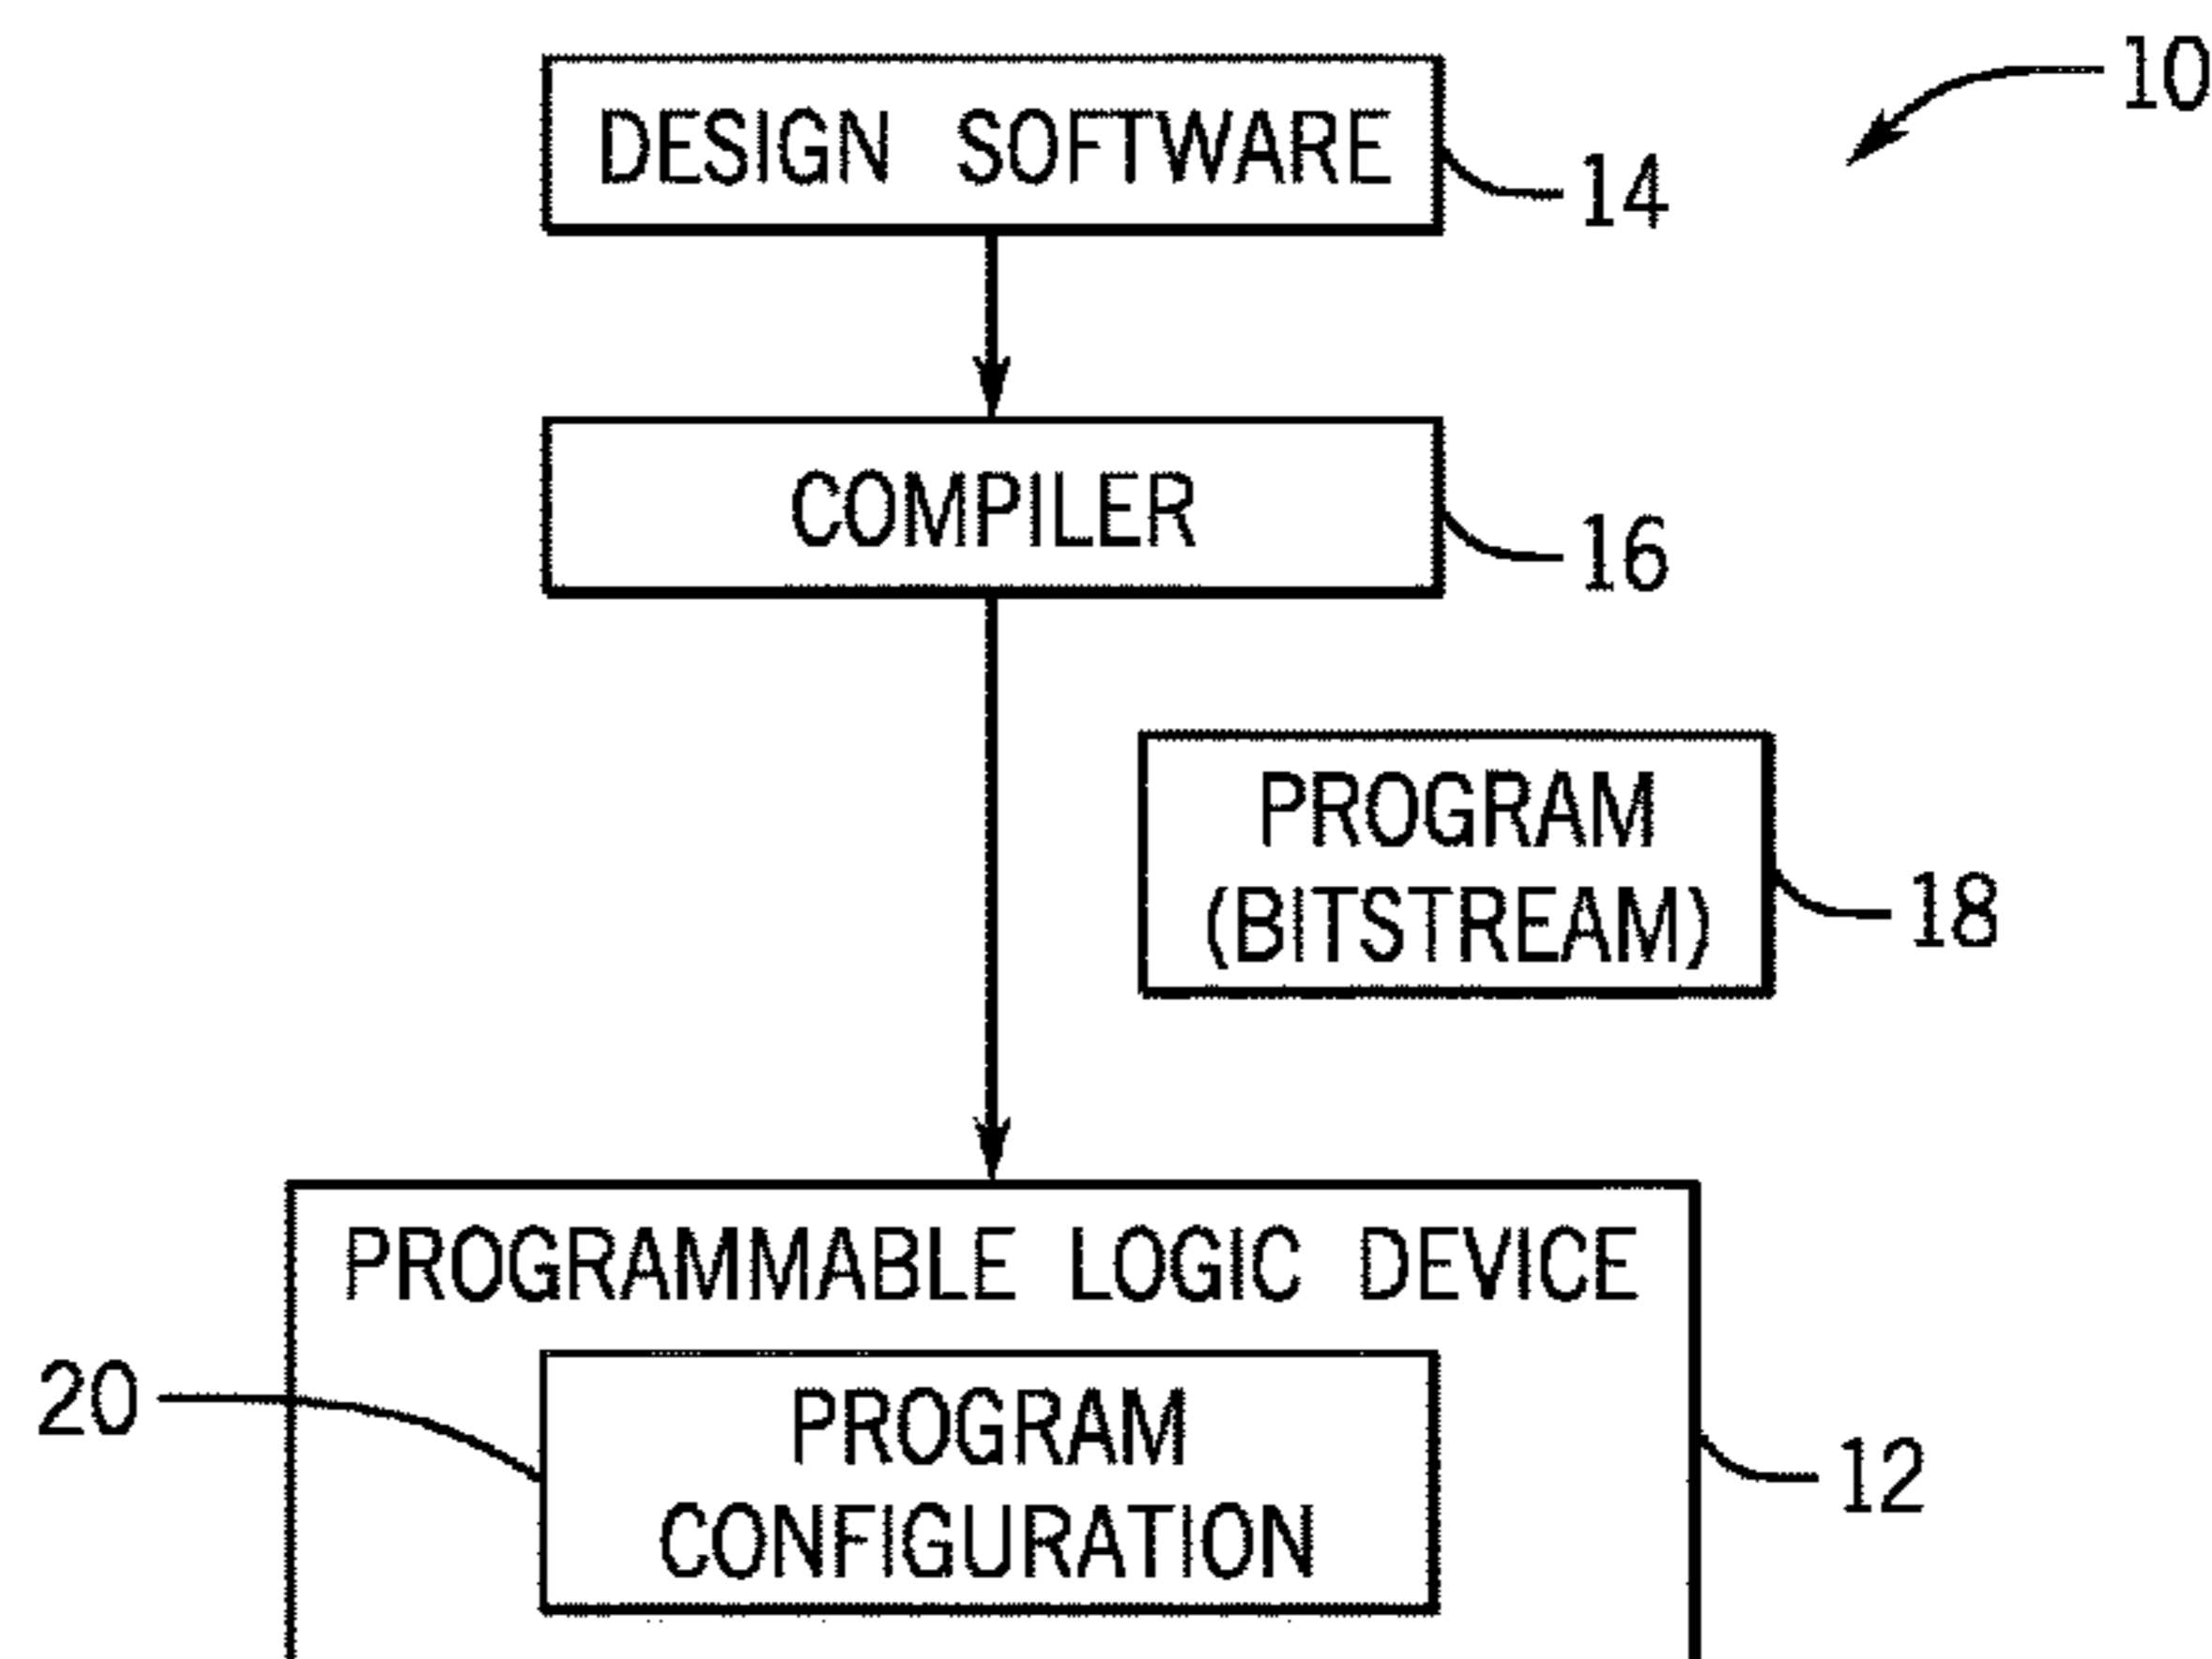 10
DESIGN SOFTWARE
14
COMPILER
16
PROGRAM
(BITSTREAM)
18
PROGRAMMABLE LOGIC DEVICE
20
PROGRAM
CONFIGURATION
12